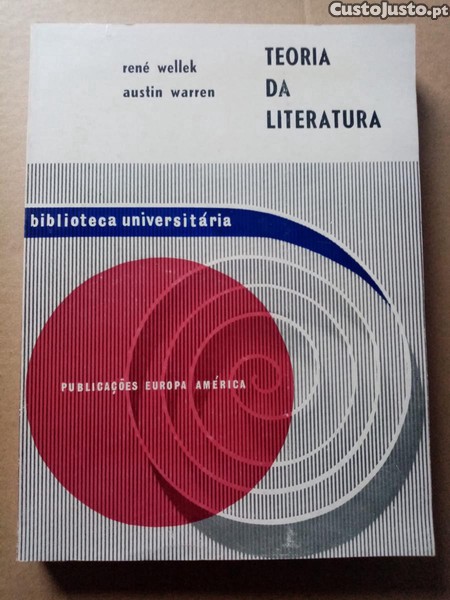 CustoJusto.pt
rené wellek
austin warren
TEORIA
DA
LITERATURA
biblioteca universitária
PUBLICAÇÕES EUROPA AMÉRICA